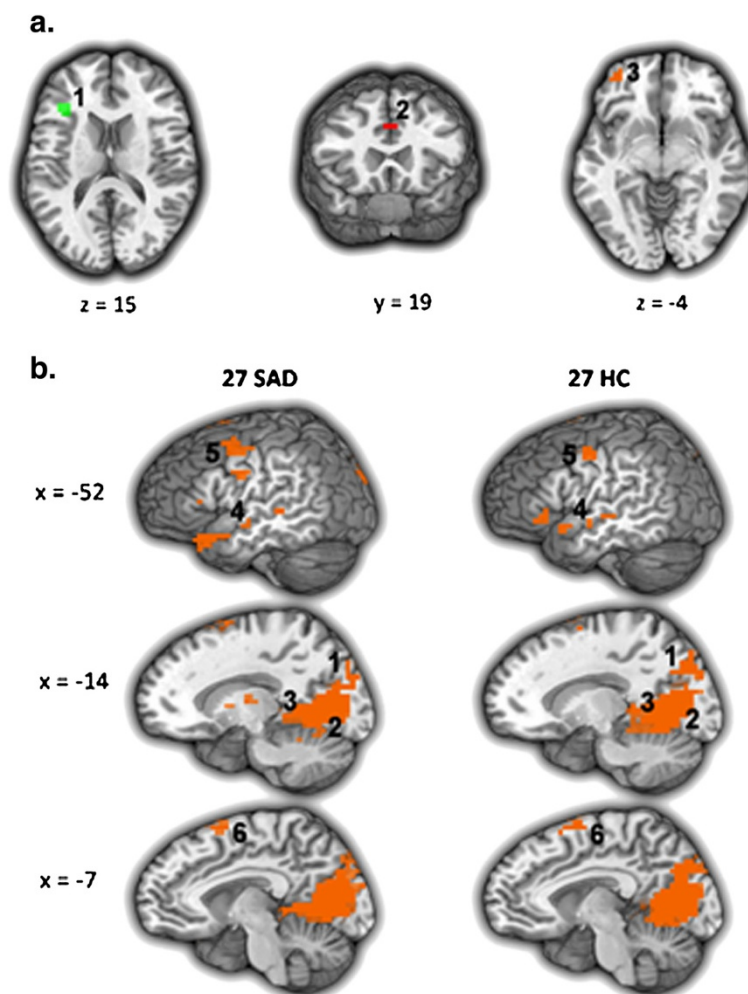 a.
1
2
3
z = 15
y = 19
z = -4
b.
27 SAD
27 HC
x = -52
5
4
5
4
x = -14
1
3
2
1
3
2
x = -7
6
6